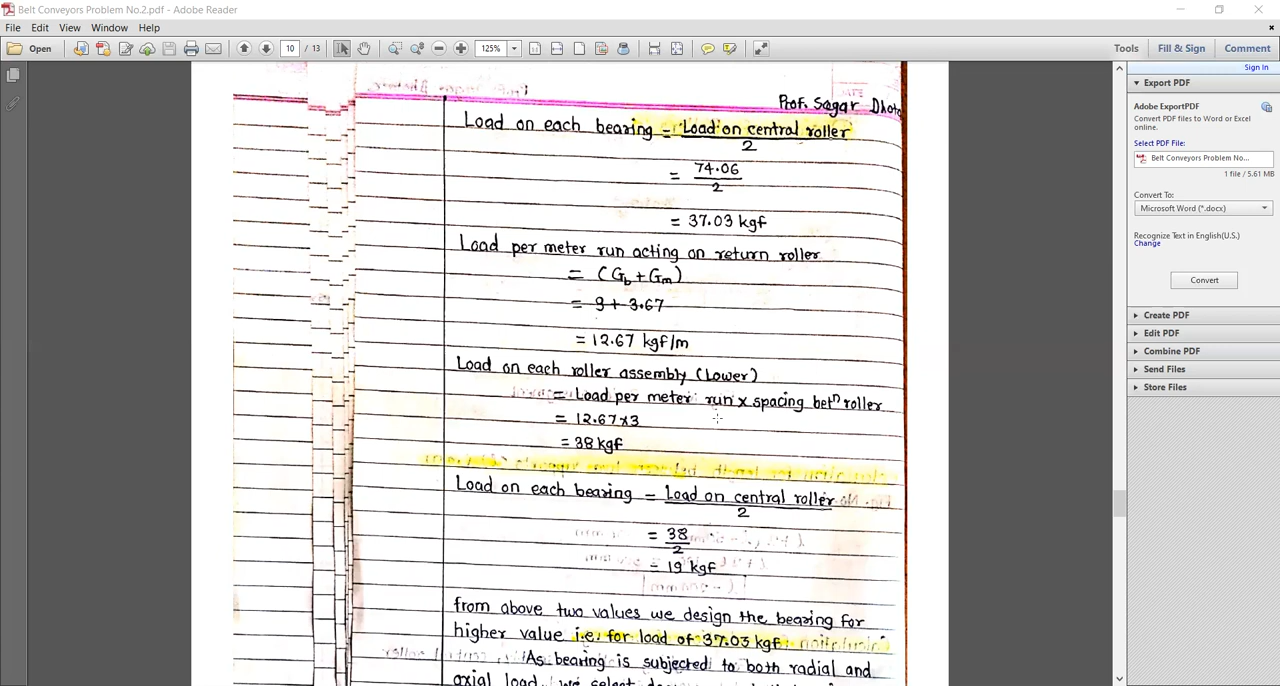 Belt Conveyors Problem No.2.pdf - Adobe Reader
File Edit View Window Help
Open 10 / 13 125% Tools Fill & Sign Comment
Sign In
Export PDF
Adobe ExportPDF
Convert PDF files to Word or Excel
online.
Select PDF File:
Belt Conveyors Problem No...
1 file / 5.61 MB
Convert To:
Microsoft Word (*.docx)
Recognize Text in English(U.S.)
Change
Convert
Create PDF
Edit PDF
Combine PDF
Send Files
Store Files
Prof. Sagar Dhota
Load on each bearing = Load on central roller
2
= 74.06
2
= 37.03 kgf
Load per meter run acting on return roller
= (Gb + Gm)
= 9 + 3.67
= 12.67 kgf/m
Load on each roller assembly (Lower)
= Load per meter run x spacing betn roller
= 12.67x3
= 38 kgf
Load on each bearing = Load on central roller
2
= 38
2
= 19 kgf
from above two values we design the bearing for
higher value i.e. for load of 37.03 kgf.
As bearing is subjected to both radial and
axial load, we select